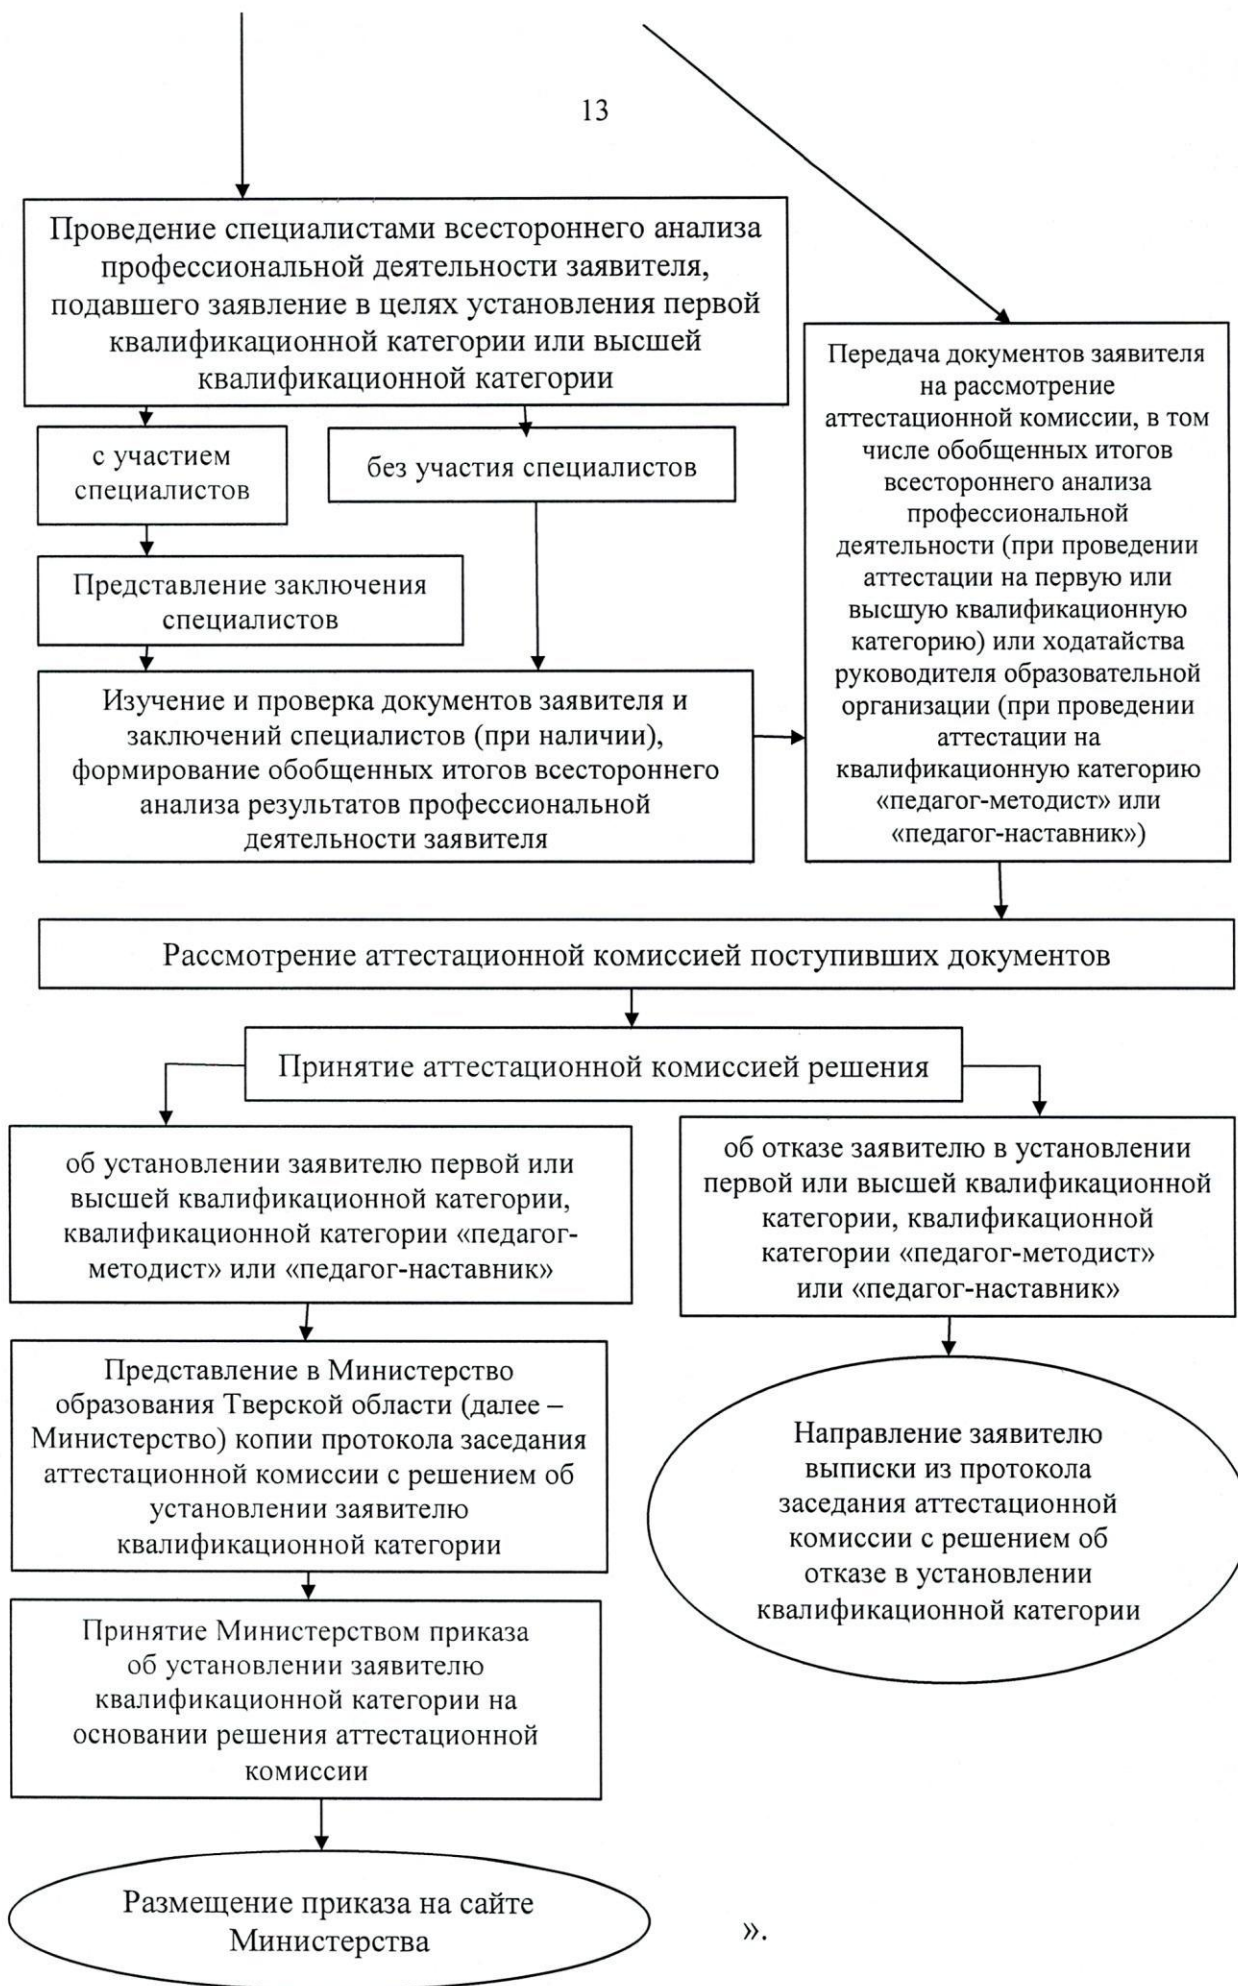 13
Проведение специалистами всестороннего анализа
профессиональной деятельности заявителя,
подавшего заявление в целях установления первой
квалификационной категории или высшей
квалификационной категории
с участием
специалистов
без участия специалистов
Представление заключения
специалистов
Изучение и проверка документов заявителя и
заключений специалистов (при наличии),
формирование обобщенных итогов всестороннего
анализа результатов профессиональной
деятельности заявителя
Передача документов заявителя
на рассмотрение
аттестационной комиссии, в том
числе обобщенных итогов
всестороннего анализа
профессиональной
деятельности (при проведении
аттестации на первую или
высшую квалификационную
категорию) или ходатайства
руководителя образовательной
организации (при проведении
аттестации на
квалификационную категорию
«педагог-методист» или
«педагог-наставник»)
Рассмотрение аттестационной комиссией поступивших документов
Принятие аттестационной комиссией решения
об установлении заявителю первой или
высшей квалификационной категории,
квалификационной категории «педагог-
методист» или «педагог-наставник»
об отказе заявителю в установлении
первой или высшей квалификационной
категории, квалификационной
категории «педагог-методист»
или «педагог-наставник»
Представление в Министерство
образования Тверской области (далее –
Министерство) копии протокола заседания
аттестационной комиссии с решением об
установлении заявителю
квалификационной категории
Направление заявителю
выписки из протокола
заседания аттестационной
комиссии с решением об
отказе в установлении
квалификационной категории
Принятие Министерством приказа
об установлении заявителю
квалификационной категории на
основании решения аттестационной
комиссии
Размещение приказа на сайте
Министерства
».